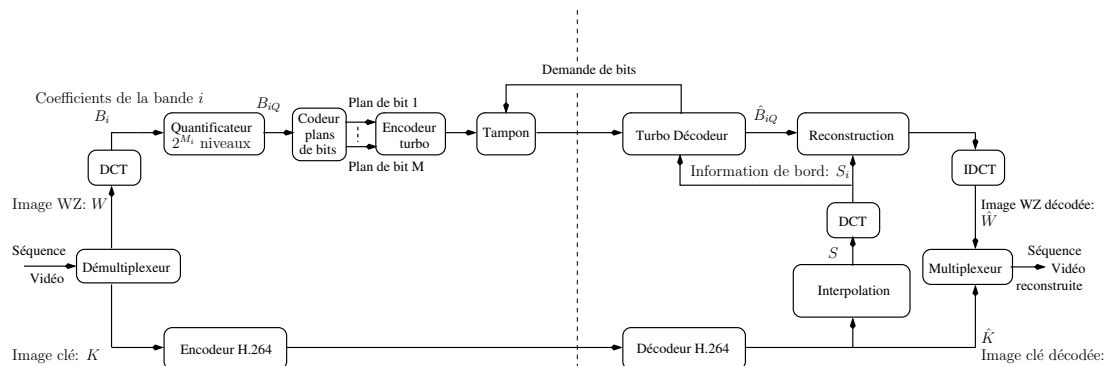 Demande de bits
Coefficients de la bande i
B_i
B_{iQ}
Plan de bit 1
Quantificateur
2^{M_i} niveaux
Codeur
plans
de bits
Encodeur
turbo
Plan de bit M
Tampon
Turbo Décodeur
B̂_{iQ}
Reconstruction
DCT
Information de bord: S_i
IDCT
Image WZ: W
DCT
Image WZ décodée:
Ŵ
Séquence
Vidéo
Démultiplexeur
S
Interpolation
Multiplexeur
Séquence
Vidéo
reconstruite
Image clé: K
Encodeur H.264
Décodeur H.264
K̂
Image clé décodée: